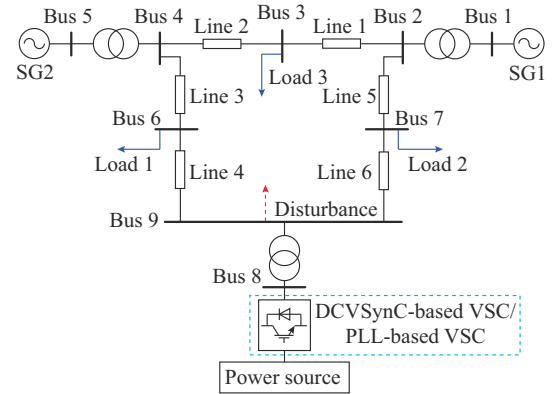 Bus 5
Bus 4
Bus 3
Bus 2
Bus 1
Line 2
Line 1
SG2
SG1
Load 3
Line 3
Line 5
Bus 6
Bus 7
Load 1
Load 2
Line 4
Line 6
Disturbance
Bus 9
Bus 8
DCVSynC-based VSC/
PLL-based VSC
Power source